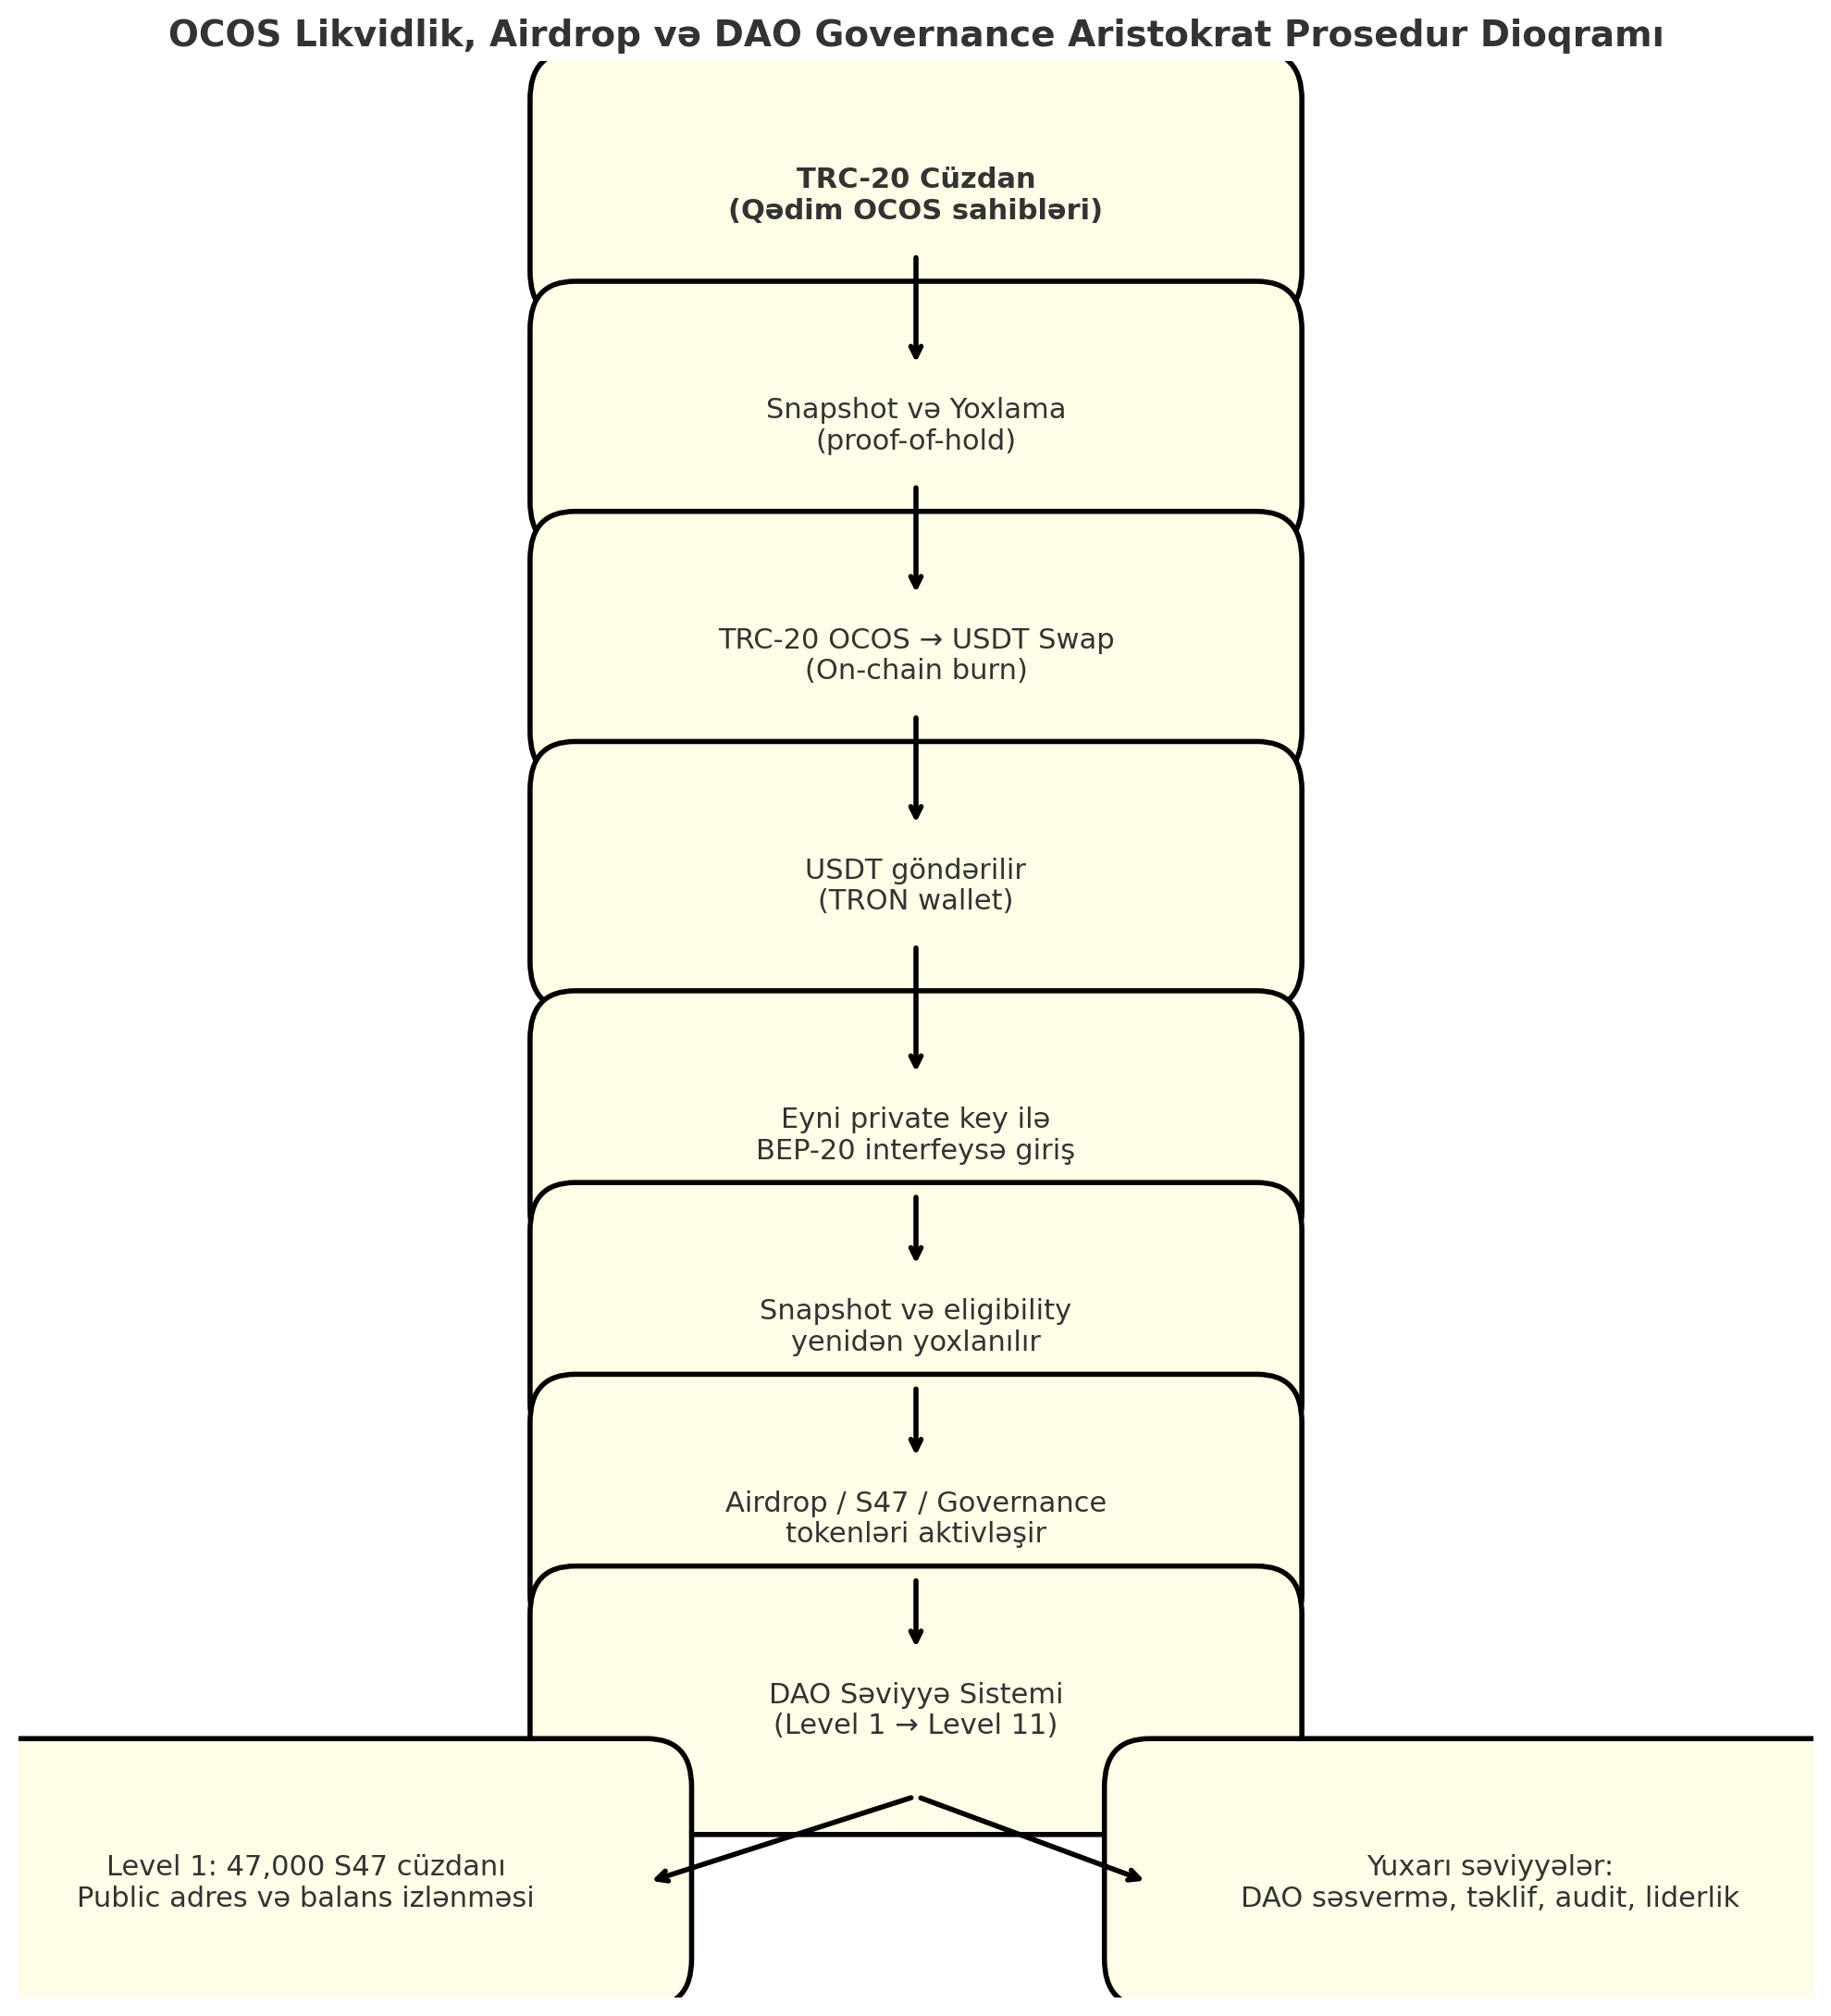 OCOS Likvidlik, Airdrop və DAO Governance Aristokrat Prosedur Dioqramı
TRC-20 Cüzdan
(Qədim OCOS sahibləri)
Snapshot və Yoxlama
(proof-of-hold)
TRC-20 OCOS → USDT Swap
(On-chain burn)
USDT göndərilir
(TRON wallet)
Eyni private key ilə
BEP-20 interfeysə giriş
Snapshot və eligibility
yenidən yoxlanılır
Airdrop / S47 / Governance
tokenləri aktivləşir
DAO Səviyyə Sistemi
(Level 1 → Level 11)
Level 1: 47,000 S47 cüzdanı
Public adres və balans izlənməsi
Yuxarı səviyyələr:
DAO səsvermə, təklif, audit, liderlik